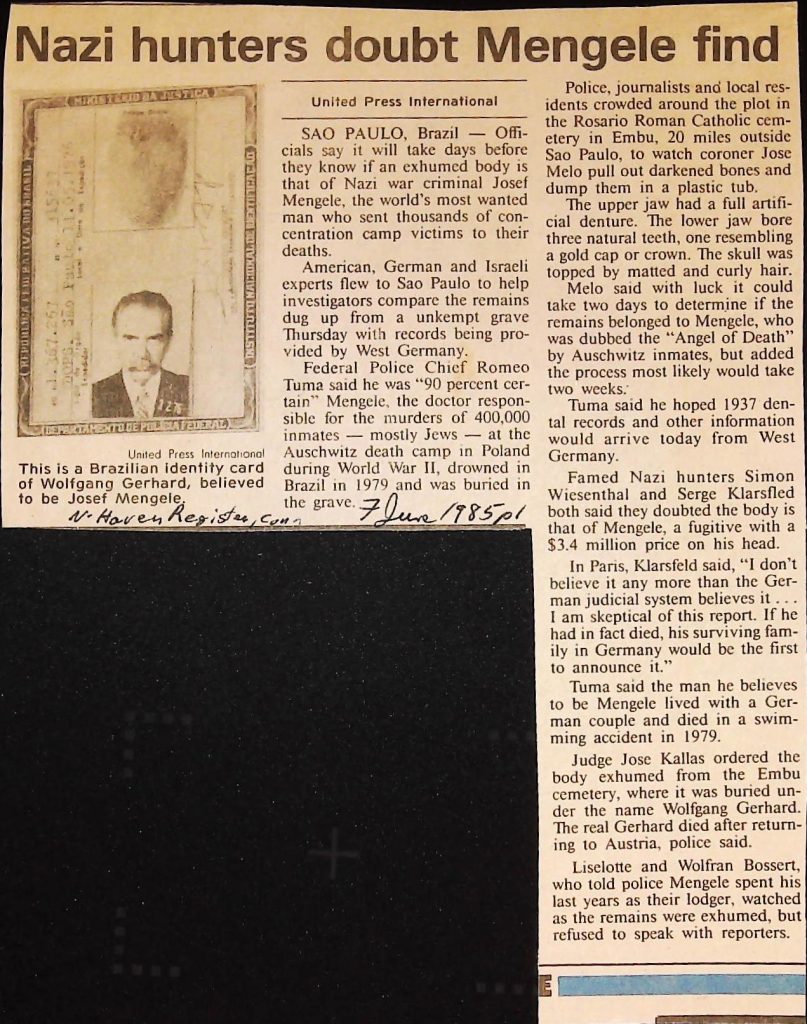 Nazi hunters doubt Mengele find
MINISTERIO DA JUSTICA
REPUBLICA FEDERATIVA DO BRASIL
INSTITUTO NACIONAL DE IDENTIFICAÇÃO
DEPARTAMENTO DE POLICIA FEDERAL
United Press International
This is a Brazilian identity card
of Wolfgang Gerhard, believed
to be Josef Mengele.
N. Haven Register, Conn 7 June 1985 p1
United Press International
SAO PAULO, Brazil — Offi-
cials say it will take days before
they know if an exhumed body is
that of Nazi war criminal Josef
Mengele, the world's most wanted
man who sent thousands of con-
centration camp victims to their
deaths.
American, German and Israeli
experts flew to Sao Paulo to help
investigators compare the remains
dug up from a unkempt grave
Thursday with records being pro-
vided by West Germany.
Federal Police Chief Romeo
Tuma said he was "90 percent cer-
tain" Mengele, the doctor respon-
sible for the murders of 400,000
inmates — mostly Jews — at the
Auschwitz death camp in Poland
during World War II, drowned in
Brazil in 1979 and was buried in
the grave.
Police, journalists and local res-
idents crowded around the plot in
the Rosario Roman Catholic cem-
etery in Embu, 20 miles outside
Sao Paulo, to watch coroner Jose
Melo pull out darkened bones and
dump them in a plastic tub.
The upper jaw had a full artifi-
cial denture. The lower jaw bore
three natural teeth, one resembling
a gold cap or crown. The skull was
topped by matted and curly hair.
Melo said with luck it could
take two days to determine if the
remains belonged to Mengele, who
was dubbed the "Angel of Death"
by Auschwitz inmates, but added
the process most likely would take
two weeks.
Tuma said he hoped 1937 den-
tal records and other information
would arrive today from West
Germany.
Famed Nazi hunters Simon
Wiesenthal and Serge Klarsfled
both said they doubted the body is
that of Mengele, a fugitive with a
$3.4 million price on his head.
In Paris, Klarsfeld said, "I don't
believe it any more than the Ger-
man judicial system believes it . . .
I am skeptical of this report. If he
had in fact died, his surviving fam-
ily in Germany would be the first
to announce it."
Tuma said the man he believes
to be Mengele lived with a Ger-
man couple and died in a swim-
ming accident in 1979.
Judge Jose Kallas ordered the
body exhumed from the Embu
cemetery, where it was buried un-
der the name Wolfgang Gerhard.
The real Gerhard died after return-
ing to Austria, police said.
Liselotte and Wolfran Bossert,
who told police Mengele spent his
last years as their lodger, watched
as the remains were exhumed, but
refused to speak with reporters.
E